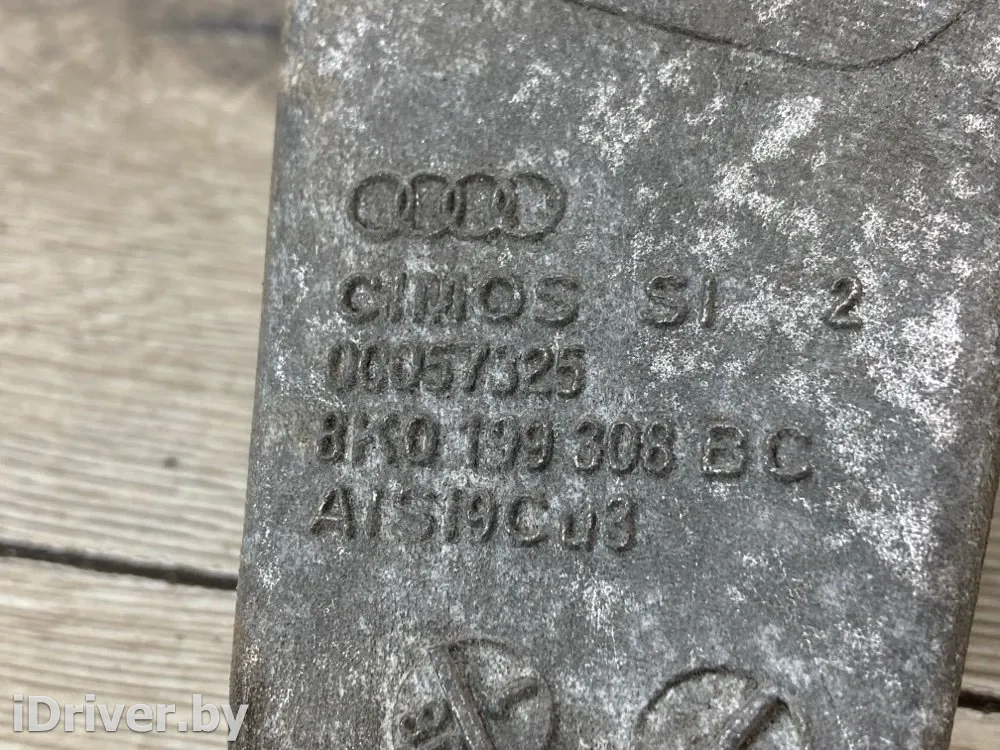 CIMOS SI 2
00057325
8K0 199 308 BC
AlSi9Cu3
iDriver.by